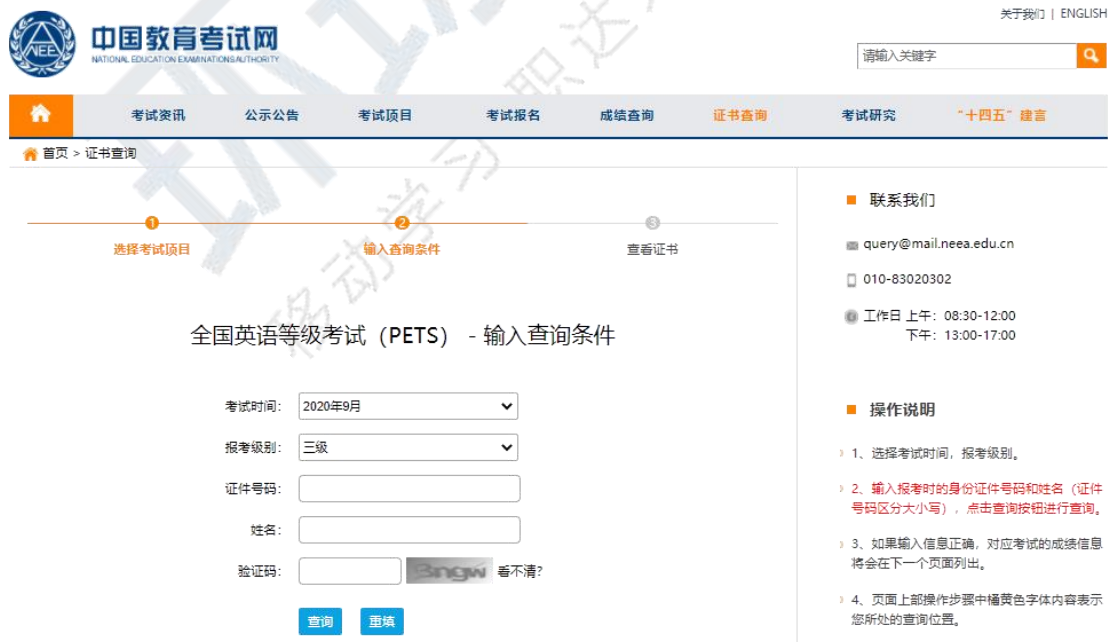 关于我们 | ENGLISH
NEEA
中国教育考试网
NATIONAL EDUCATION EXAMINATIONS AUTHORITY
请输入关键字
考试资讯 公示公告 考试项目 考试报名 成绩查询 证书查询 考试研究 "十四五"建言
首页 > 证书查询
1 2 3
选择考试项目 输入查询条件 查看证书
全国英语等级考试（PETS） - 输入查询条件
考试时间： 2020年9月
报考级别： 三级
证件号码：
姓名：
验证码： 3ngw 看不清？
查询 重填
联系我们
query@mail.neea.edu.cn
010-83020302
工作日 上午：08:30-12:00
下午：13:00-17:00
操作说明
1、选择考试时间，报考级别。
2、输入报考时的身份证件号码和姓名（证件
号码区分大小写），点击查询按钮进行查询。
3、如果输入信息正确，对应考试的成绩信息
将会在下一个页面列出。
4、页面上部操作步骤中橘黄色字体内容表示
您所处的查询位置。
移动学习 职达